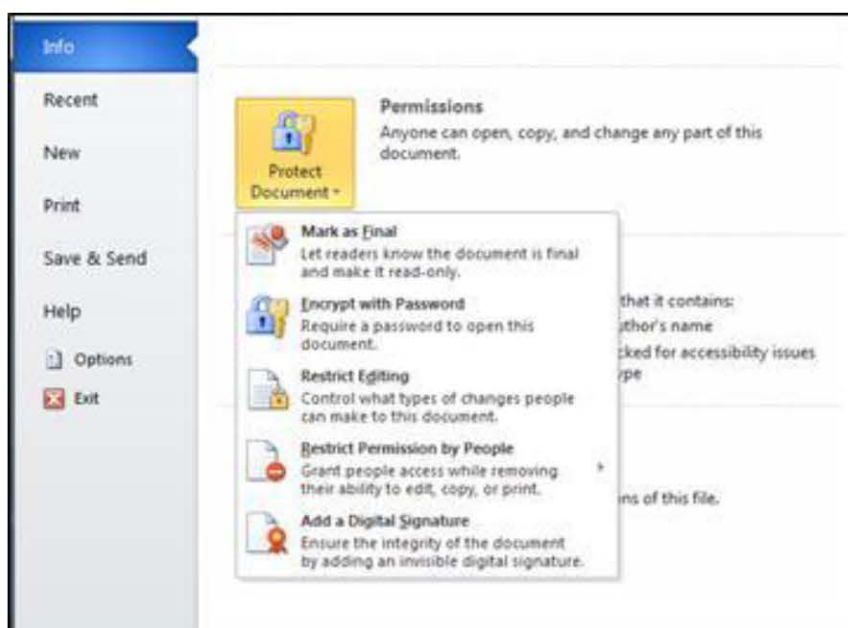 Info
Recent
New
Print
Save & Send
Help
Options
Exit
Protect
Document
Permissions
Anyone can open, copy, and change any part of this
document.
Mark as Final
Let readers know the document is final
and make it read-only.
Encrypt with Password
Require a password to open this
document.
Restrict Editing
Control what types of changes people
can make to this document.
Restrict Permission by People
Grant people access while removing
their ability to edit, copy, or print.
Add a Digital Signature
Ensure the integrity of the document
by adding an invisible digital signature.
that it contains:
thor's name
cked for accessibility issues
ype
ns of this file.